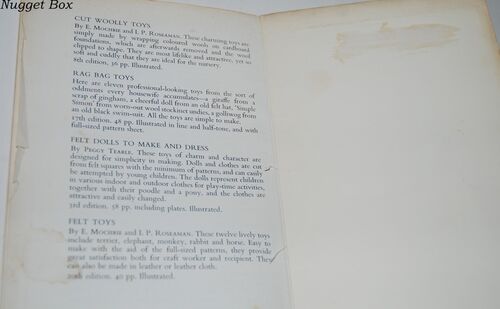 Nugget Box
CUT WOOLLY TOYS
By E. MOCHRIE and I. P. ROSEAMAN. These charming toys are
simply made by wrapping coloured wools on cardboard
foundations, which are afterwards removed and the wool
clipped to shape. They are most lifelike and attractive, yet so
soft and cuddly that they are ideal for the nursery.
8th edition, 36 pp. Illustrated.
RAG BAG TOYS
Here are eleven professional-looking toys from the sort of
oddments every housewife accumulates—a giraffe from a
scrap of gingham, a cheerful doll from an old felt hat, 'Simple
Simon' from worn-out wool stockinet undies, a golliwog from
an old black swim-suit. All the toys are simple to make.
17th edition. 48 pp. Illustrated in line and half-tone, and with
full-sized pattern sheet.
FELT DOLLS TO MAKE AND DRESS
By PEGGY TEARLE. These toys of charm and character are
designed for simplicity in making. Dolls and clothes are cut
from felt squares with the minimum of patterns, and can easily
be attempted by young children. The dolls represent children
in various indoor and outdoor clothes for play-time activities,
together with their poodle and a pony, and the clothes are
attractive and easily changed.
3rd edition. 58 pp. including plates. Illustrated.
FELT TOYS
By E. MOCHRIE and I. P. ROSEAMAN. These twelve lively toys
include terrier, elephant, monkey, rabbit and horse. Easy to
make with the aid of the full-sized patterns, they provide
great satisfaction both for craft worker and recipient. They
can also be made in leather or leather cloth.
20th edition. 40 pp. Illustrated.